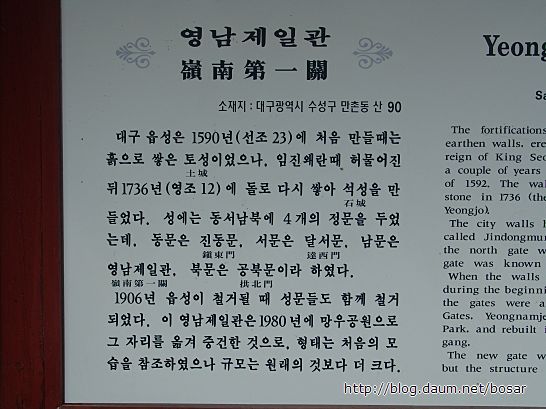 영남제일관
嶺南第一關
소재지 : 대구광역시 수성구 만촌동 산 90
대구 읍성은 1590년(선조 23)에 처음 만들때는
흙으로 쌓은 토성이었으나, 임진왜란때 허물어진
土城
뒤 1736년(영조 12)에 돌로 다시 쌓아 석성을 만
石城
들었다. 성에는 동서남북에 4개의 정문을 두었
는데, 동문은 진동문, 서문은 달서문, 남문은
鎭東門 達西門
영남제일관, 북문은 공북문이라 하였다.
嶺南第一關 拱北門
1906년 읍성이 철거될 때 성문들도 함께 철거
되었다. 이 영남제일관은 1980년에 망우공원으로
그 자리를 옮겨 중건한 것으로, 형태는 처음의 모
습을 참조하였으나 규모는 원래의 것보다 더 크다.
Yeong
Sa
The fortifications
earthen walls, ere
reign of King Seo
a couple of years
of 1592. The wal
stone in 1736 (the
Yeongjo).
The city walls h
called Jindongmu
the north gate w
gate was known
When the walls
during the beginni
the gates were a
Gates. Yeongnamje
Park, and rebuilt i
gang.
The new gate w
but the structure
http://blog.daum.net/bosar